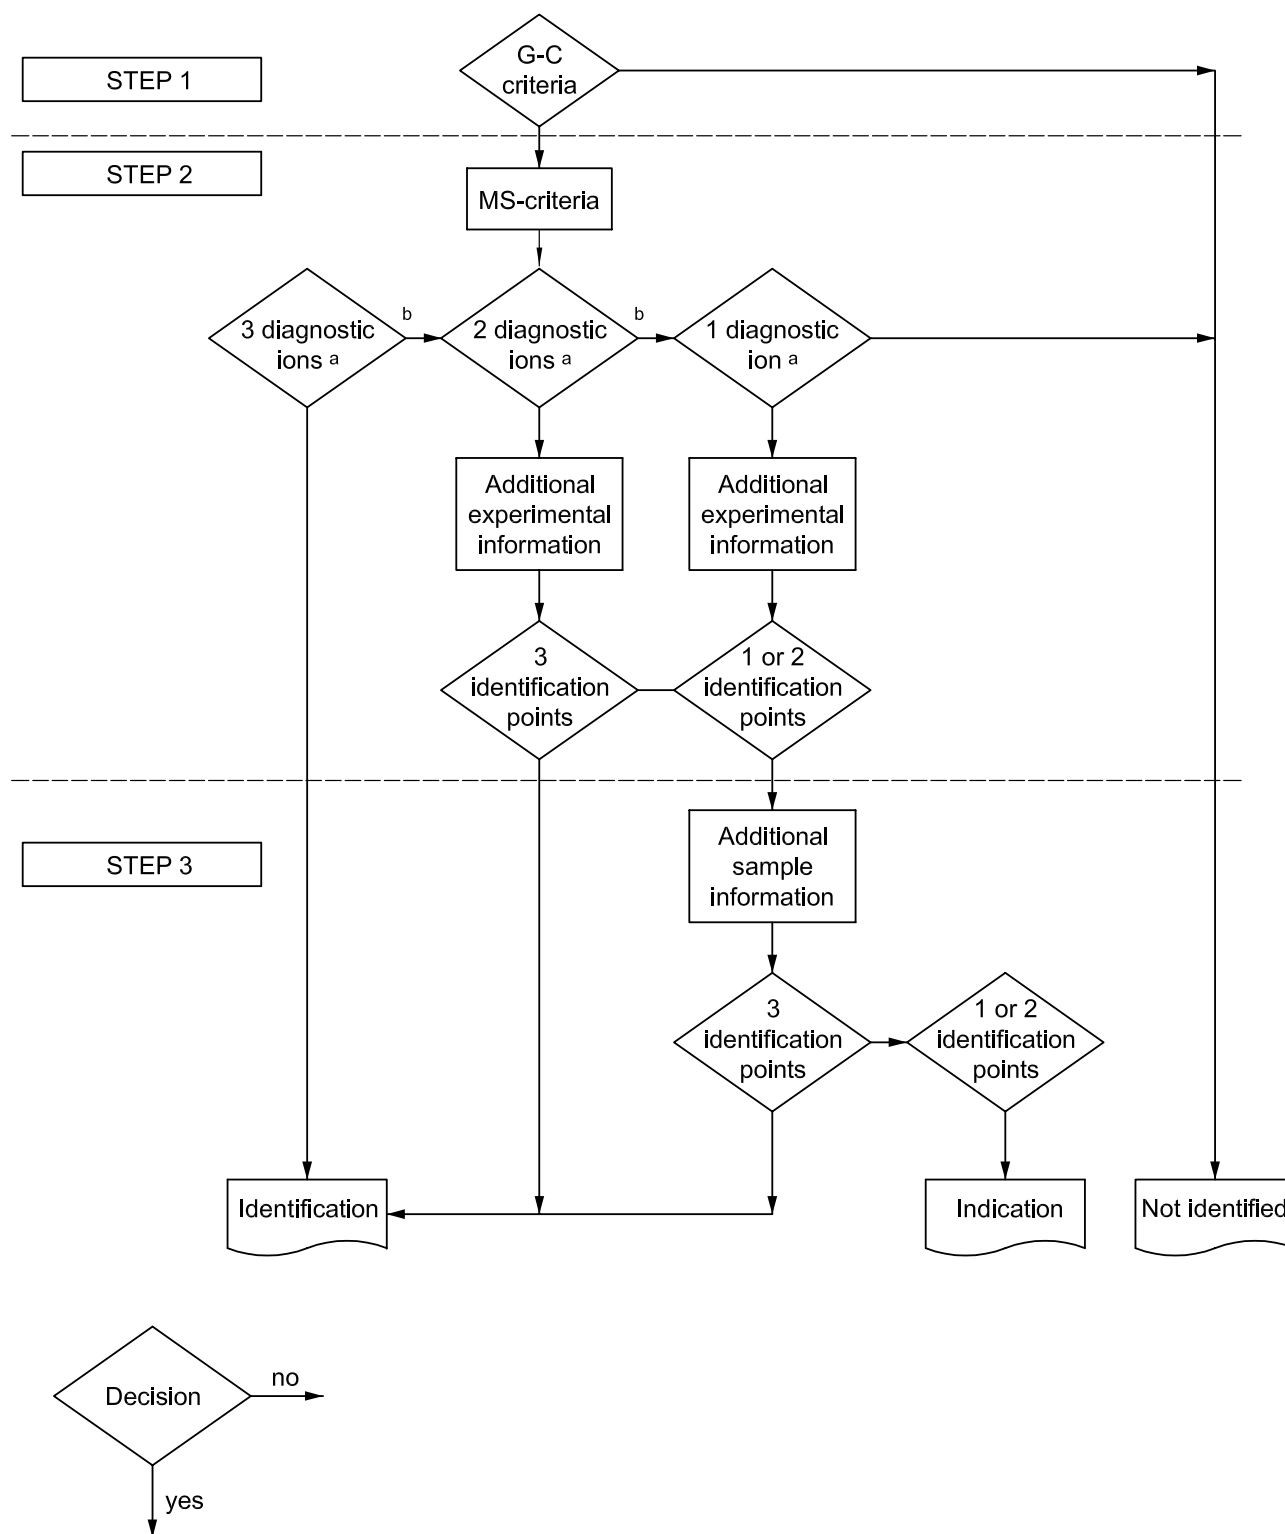 G-C
criteria
STEP 1
STEP 2
MS-criteria
b
b
3 diagnostic
ions a
2 diagnostic
ions a
1 diagnostic
ion a
Additional
experimental
information
Additional
experimental
information
3
identification
points
1 or 2
identification
points
STEP 3
Additional
sample
information
3
identification
points
1 or 2
identification
points
Identification
Indication
Not identified
Decision
no
yes